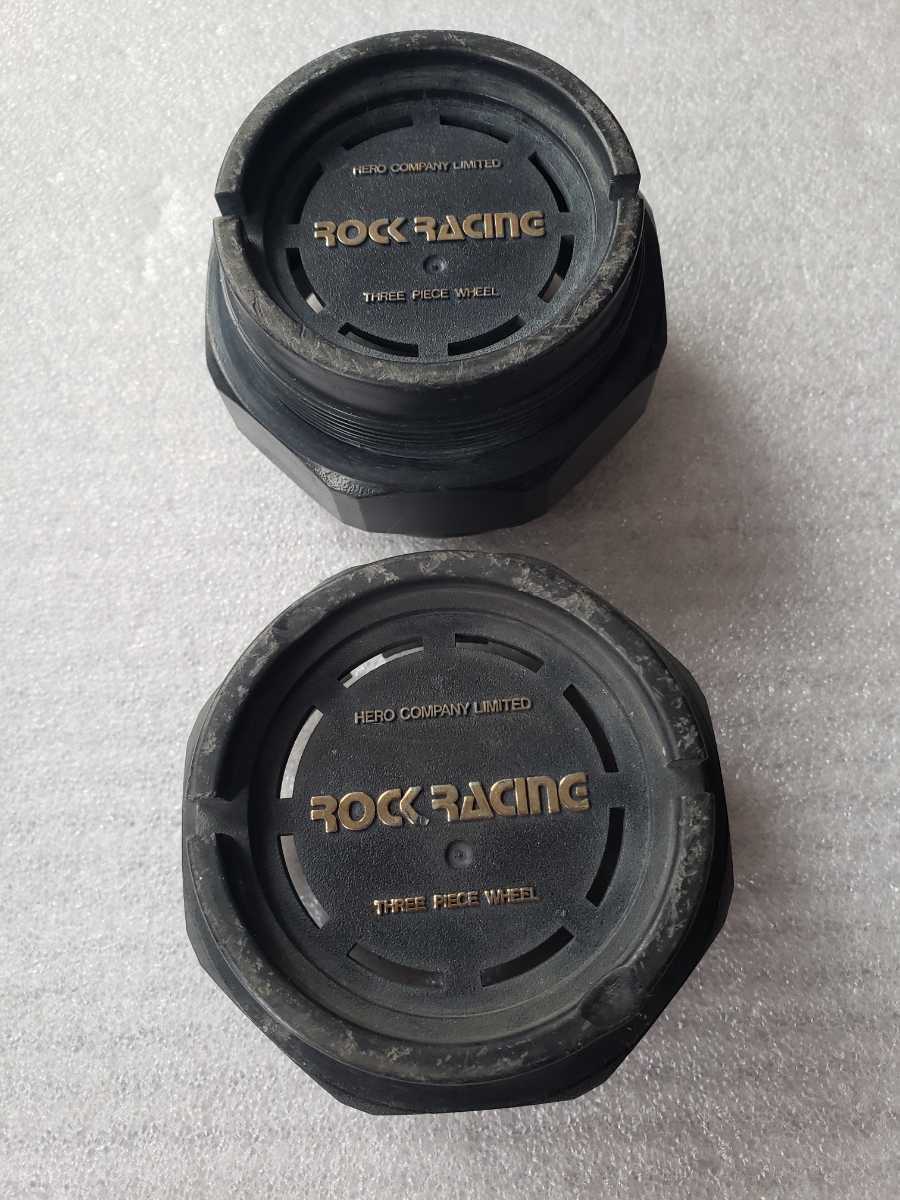 HERO COMPANY LIMITED
ROCK RACING
THREE PIECE WHEEL
HERO COMPANY LIMITED
ROCK RACING
THREE PIECE WHEEL